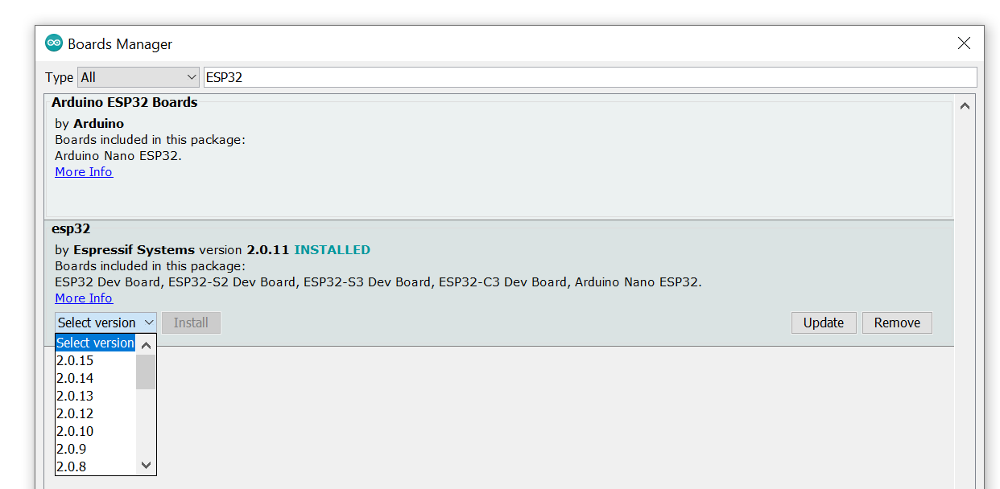 Boards Manager
Type All ESP32
Arduino ESP32 Boards
by Arduino
Boards included in this package:
Arduino Nano ESP32.
More Info
esp32
by Espressif Systems version 2.0.11 INSTALLED
Boards included in this package:
ESP32 Dev Board, ESP32-S2 Dev Board, ESP32-S3 Dev Board, ESP32-C3 Dev Board, Arduino Nano ESP32.
More Info
Select version Install Update Remove
Select version
2.0.15
2.0.14
2.0.13
2.0.12
2.0.10
2.0.9
2.0.8